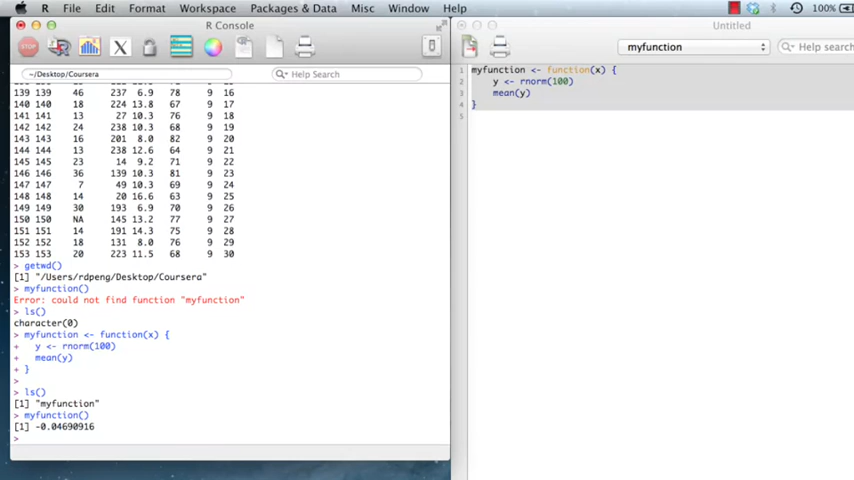 R File Edit Format Workspace Packages & Data Misc Window Help 100%
R Console
Untitled
STOP X
~/Desktop/Coursera
Help Search
myfunction
Help search
139 139 46 237 6.9 78 9 16
140 140 18 224 13.8 67 9 17
141 141 13 27 10.3 76 9 18
142 142 24 238 10.3 68 9 19
143 143 16 201 8.0 82 9 20
144 144 13 238 12.6 64 9 21
145 145 23 14 9.2 71 9 22
146 146 36 139 10.3 81 9 23
147 147 7 49 10.3 69 9 24
148 148 14 20 16.6 63 9 25
149 149 30 193 6.9 70 9 26
150 150 NA 145 13.2 77 9 27
151 151 14 191 14.3 75 9 28
152 152 18 131 8.0 76 9 29
153 153 20 223 11.5 68 9 30
> getwd()
[1] "/Users/rdpeng/Desktop/Coursera"
> myfunction()
Error: could not find function "myfunction"
> ls()
character(0)
> myfunction <- function(x) {
+ y <- rnorm(100)
+ mean(y)
+ }
>
> ls()
[1] "myfunction"
> myfunction()
[1] -0.04690916
>
1 myfunction <- function(x) {
2 y <- rnorm(100)
3 mean(y)
4 }
5